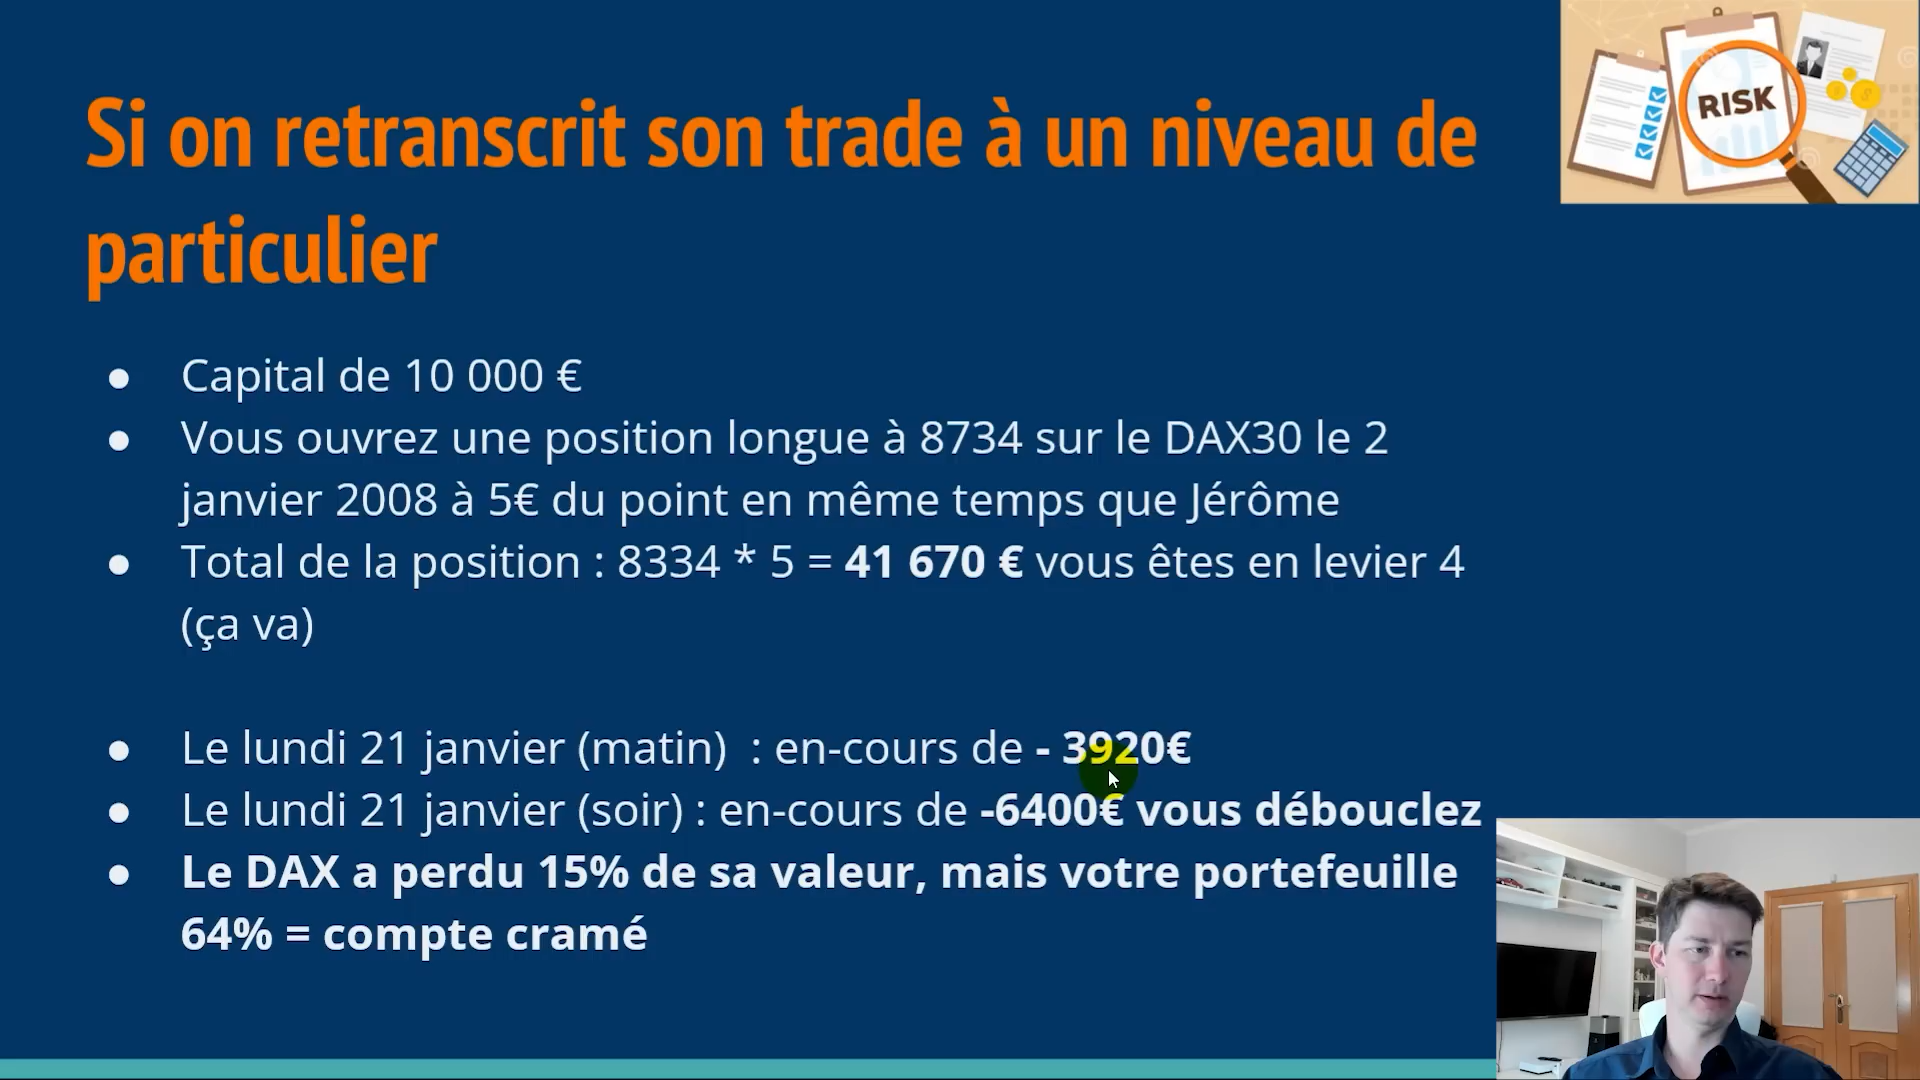 Si on retranscrit son trade à un niveau de
particulier
RISK
● Capital de 10 000 €
● Vous ouvrez une position longue à 8734 sur le DAX30 le 2
janvier 2008 à 5€ du point en même temps que Jérôme
● Total de la position : 8334 * 5 = 41 670 € vous êtes en levier 4
(ça va)
● Le lundi 21 janvier (matin)  : en-cours de - 3920€
● Le lundi 21 janvier (soir) : en-cours de -6400€ vous débouclez
● Le DAX a perdu 15% de sa valeur, mais votre portefeuille
64% = compte cramé